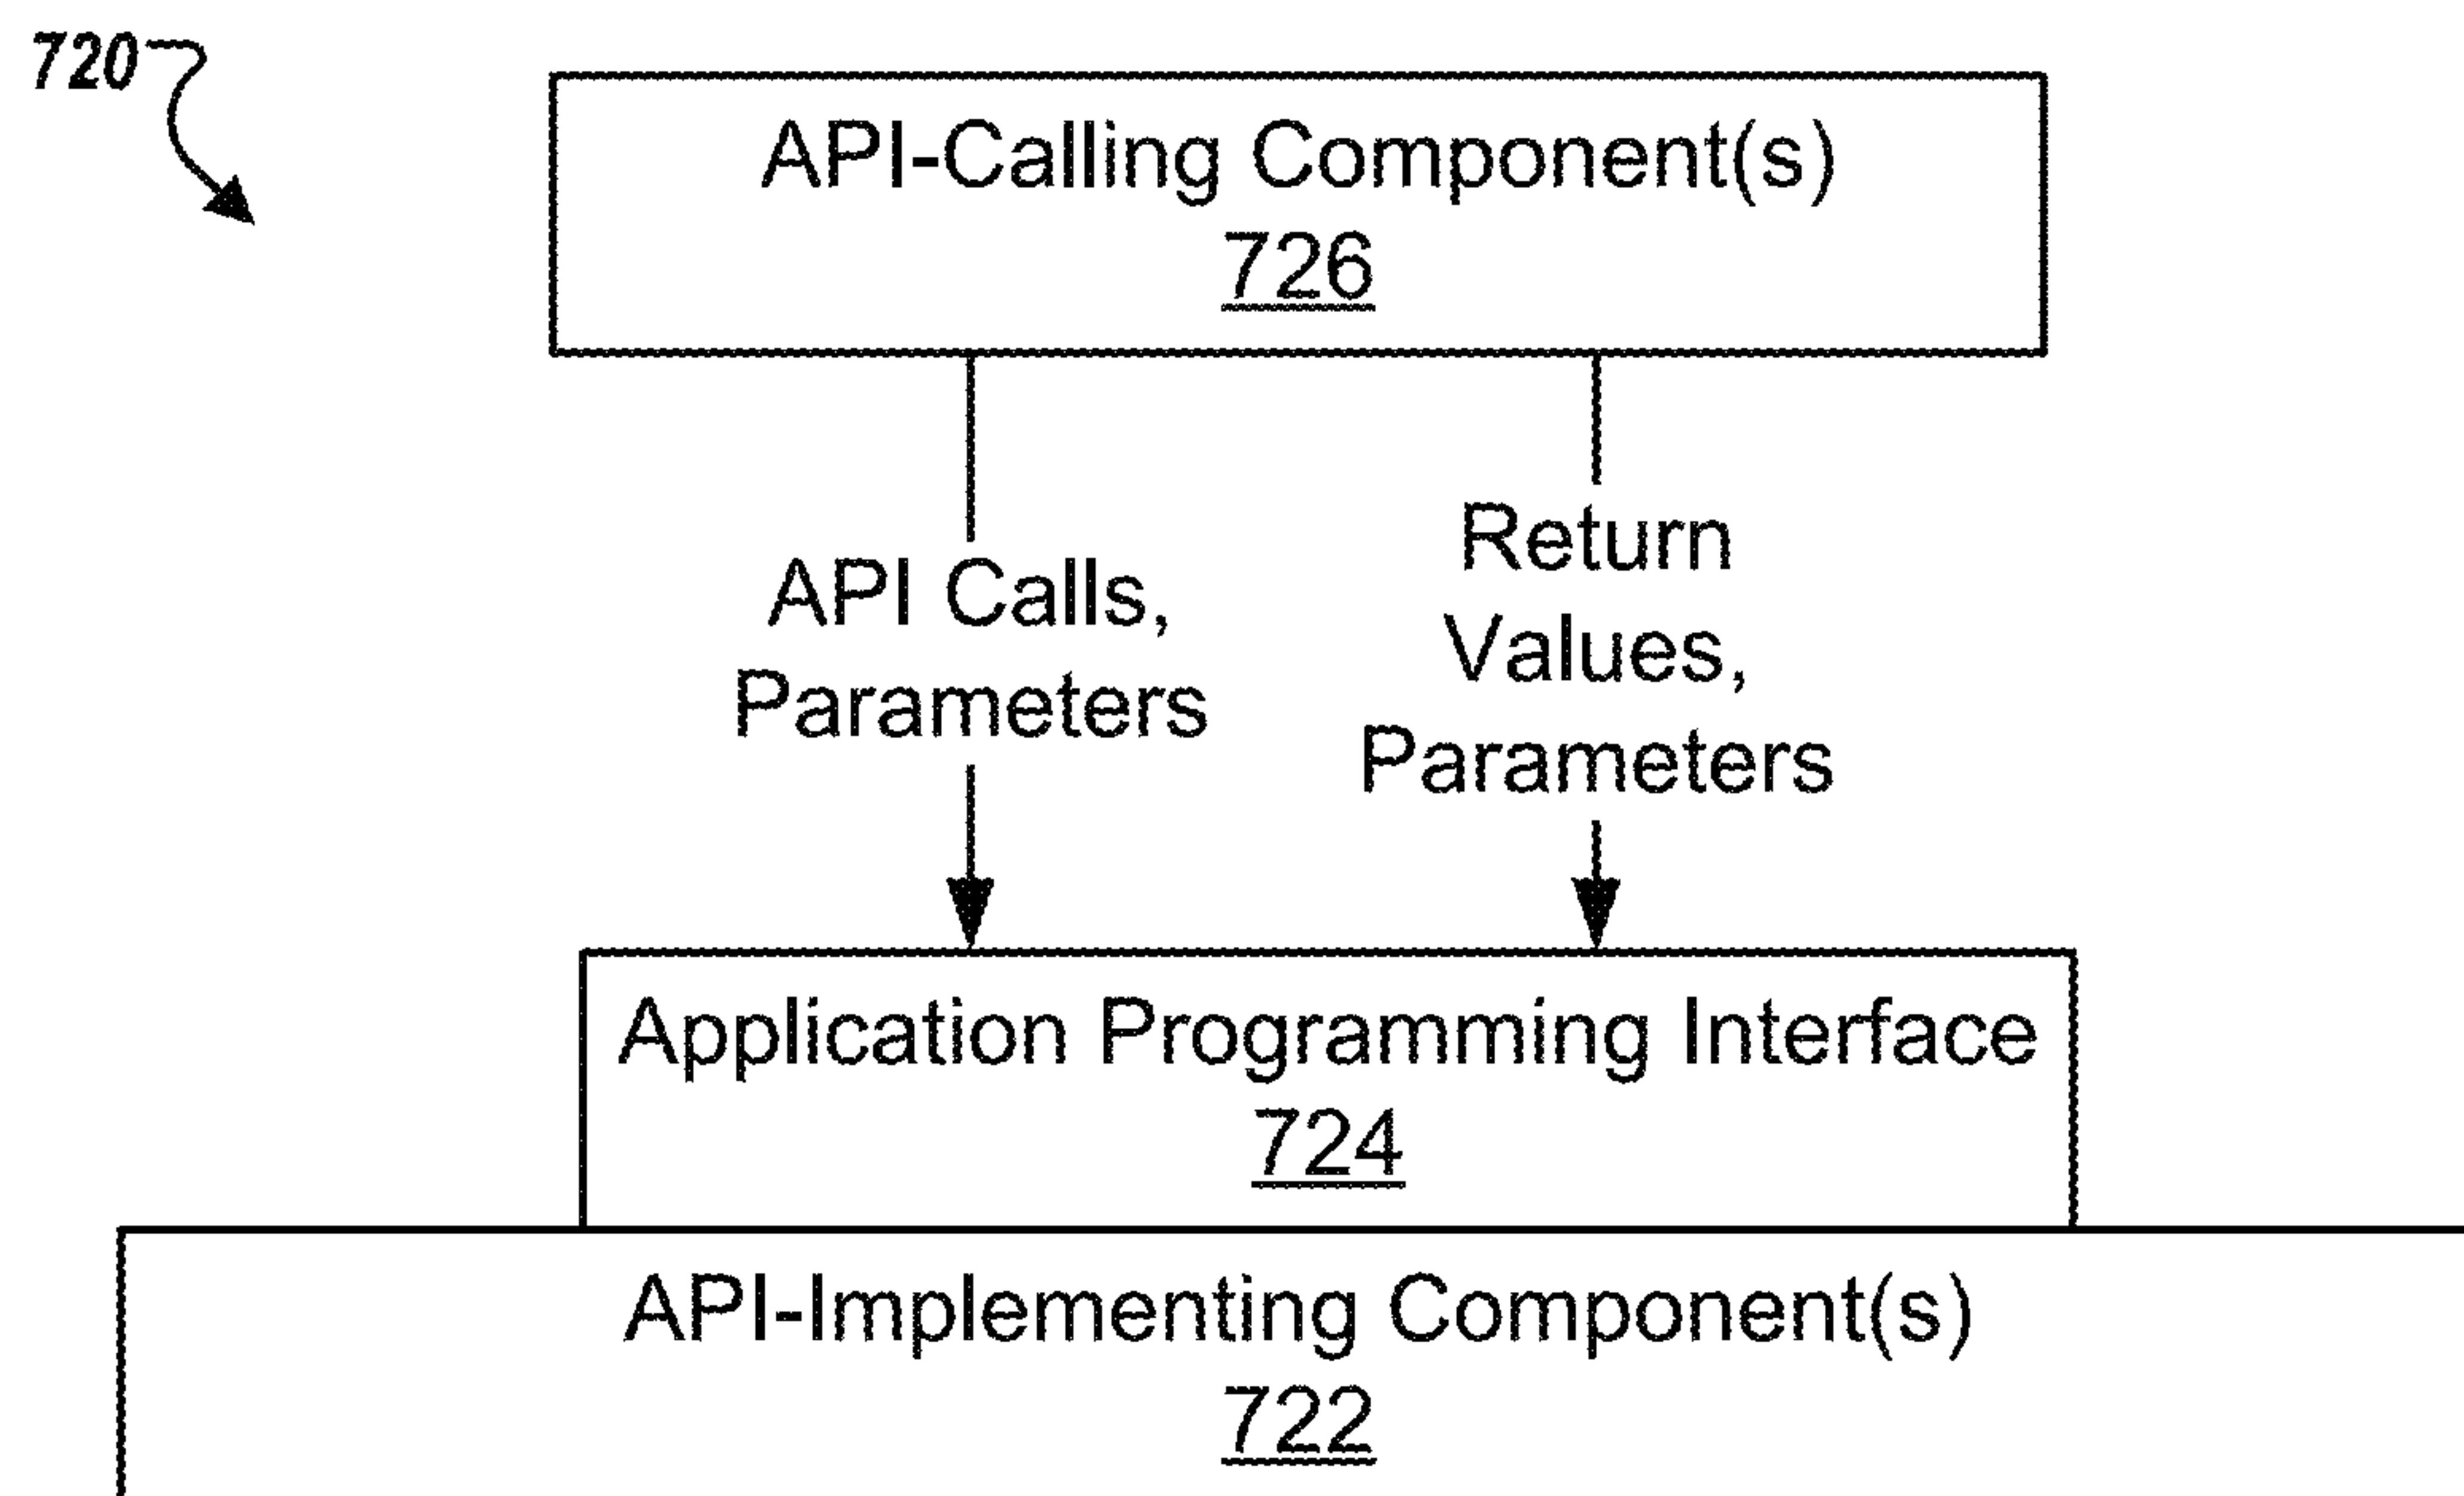 720
API-Calling Component(s)
726
API Calls,
Parameters
Return
Values,
Parameters
Application Programming Interface
724
API-Implementing Component(s)
722